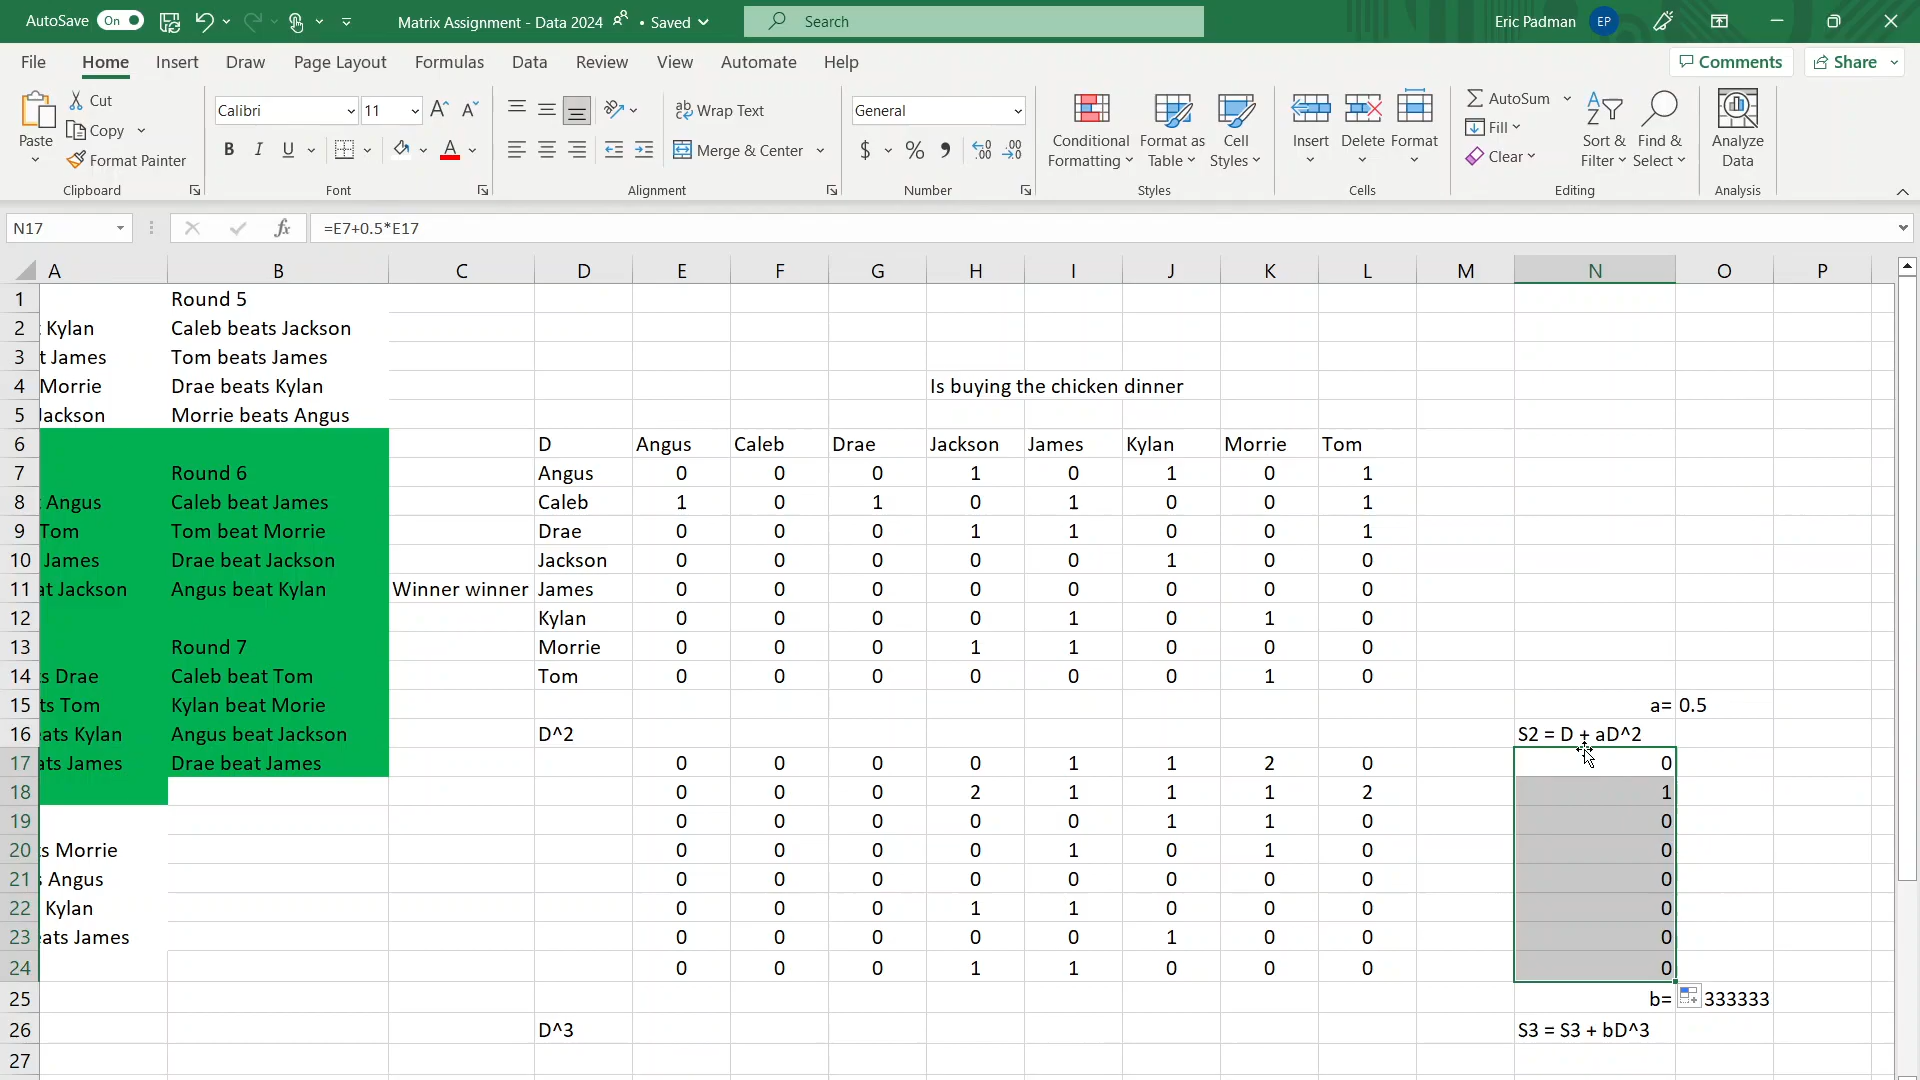 AutoSave On Matrix Assignment - Data 2024 • Saved Search Eric Padman EP
File Home Insert Draw Page Layout Formulas Data Review View Automate Help Comments Share
Paste
Cut
Copy
Format Painter
Clipboard
Calibri 11
B I U A
Font
Wrap Text
Merge & Center
Alignment
General
$ % , .00
Number
Conditional Formatting
Format as Table
Cell Styles
Styles
Insert Delete Format
Cells
AutoSum
Fill
Clear
Sort & Filter
Find & Select
Editing
Analyze Data
Analysis
N17 fx =E7+0.5*E17
A B C D E F G H I J K L M N O P
1 Round 5
2 Kylan Caleb beats Jackson
3 t James Tom beats James
4 Morrie Drae beats Kylan Is buying the chicken dinner
5 Jackson Morrie beats Angus
6 D Angus Caleb Drae Jackson James Kylan Morrie Tom
7 Round 6 Angus 0 0 0 1 0 1 0 1
8 Angus Caleb beat James Caleb 1 0 1 0 1 0 0 1
9 Tom Tom beat Morrie Drae 0 0 0 1 1 0 0 1
10 James Drae beat Jackson Jackson 0 0 0 0 0 1 0 0
11 at Jackson Angus beat Kylan Winner winner James 0 0 0 0 0 0 0 0
12 Kylan 0 0 0 0 1 0 1 0
13 Round 7 Morrie 0 0 0 1 1 0 0 0
14 s Drae Caleb beat Tom Tom 0 0 0 0 0 0 1 0
15 ts Tom Kylan beat Morie a= 0.5
16 ats Kylan Angus beat Jackson D^2 S2 = D + aD^2
17 ats James Drae beat James 0 0 0 0 1 1 2 0 0
18 0 0 0 2 1 1 1 2 1
19 0 0 0 0 0 1 1 0 0
20 s Morrie 0 0 0 0 1 0 1 0 0
21 Angus 0 0 0 0 0 0 0 0 0
22 Kylan 0 0 0 1 1 0 0 0 0
23 eats James 0 0 0 0 0 1 0 0 0
24 0 0 0 1 1 0 0 0 0
25 b= 333333
26 D^3 S3 = S3 + bD^3
27